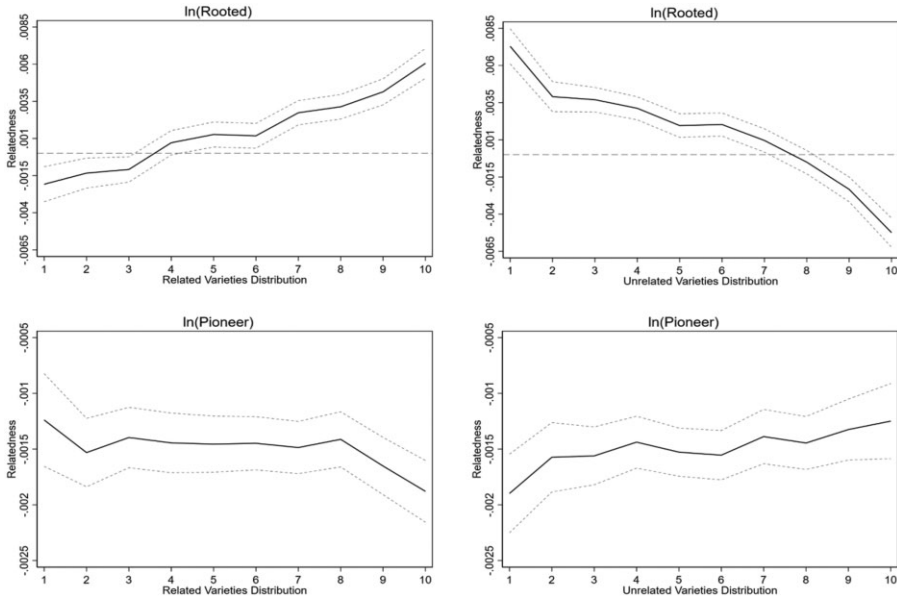 ln(Rooted)
Relatedness
.0085
.006
.0035
.001
-.0015
-.004
-.0065
1 2 3 4 5 6 7 8 9 10
Related Varieties Distribution
ln(Rooted)
Relatedness
.0085
.006
.0035
.001
-.0015
-.004
-.0065
1 2 3 4 5 6 7 8 9 10
Unrelated Varieties Distribution
ln(Pioneer)
Relatedness
-.0005
-.001
-.0015
-.002
-.0025
1 2 3 4 5 6 7 8 9 10
Related Varieties Distribution
ln(Pioneer)
Relatedness
-.0005
-.001
-.0015
-.002
-.0025
1 2 3 4 5 6 7 8 9 10
Unrelated Varieties Distribution